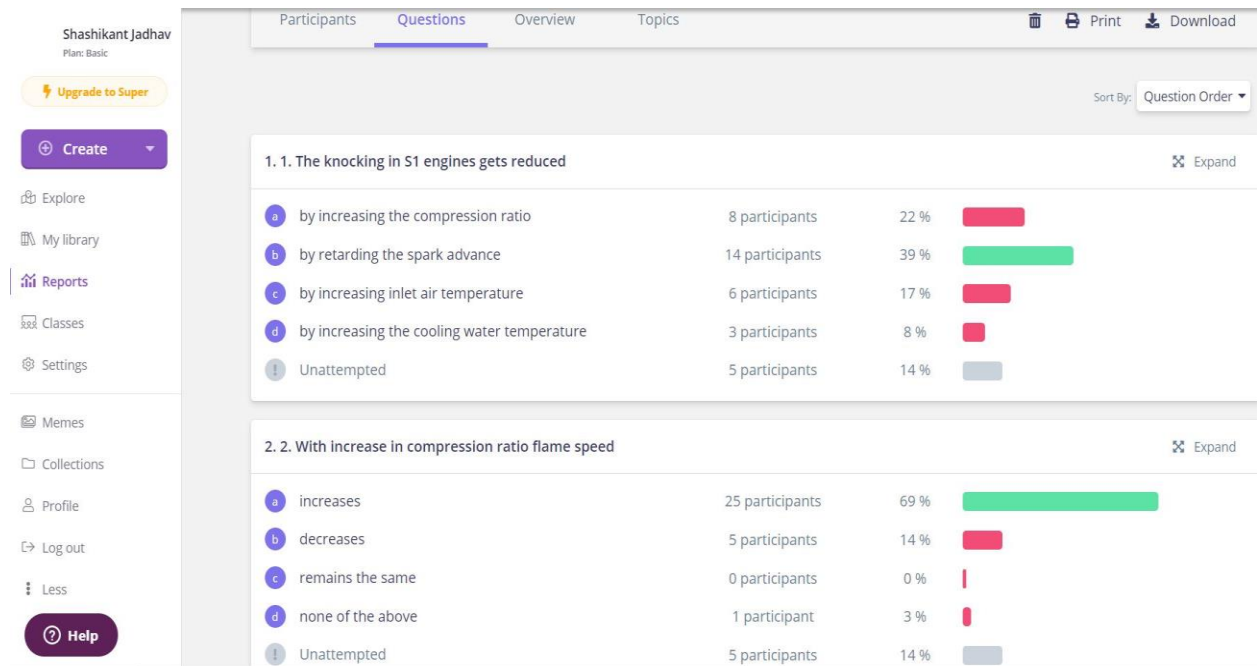 Shashikant Jadhav
Plan: Basic
Upgrade to Super
Create
Explore
My library
Reports
Classes
Settings
Memes
Collections
Profile
Log out
Less
Help
Participants Questions Overview Topics Print Download
Sort By: Question Order
1. 1. The knocking in S1 engines gets reduced Expand
a by increasing the compression ratio 8 participants 22 %
b by retarding the spark advance 14 participants 39 %
c by increasing inlet air temperature 6 participants 17 %
d by increasing the cooling water temperature 3 participants 8 %
! Unattempted 5 participants 14 %
2. 2. With increase in compression ratio flame speed Expand
a increases 25 participants 69 %
b decreases 5 participants 14 %
c remains the same 0 participants 0 %
d none of the above 1 participant 3 %
! Unattempted 5 participants 14 %